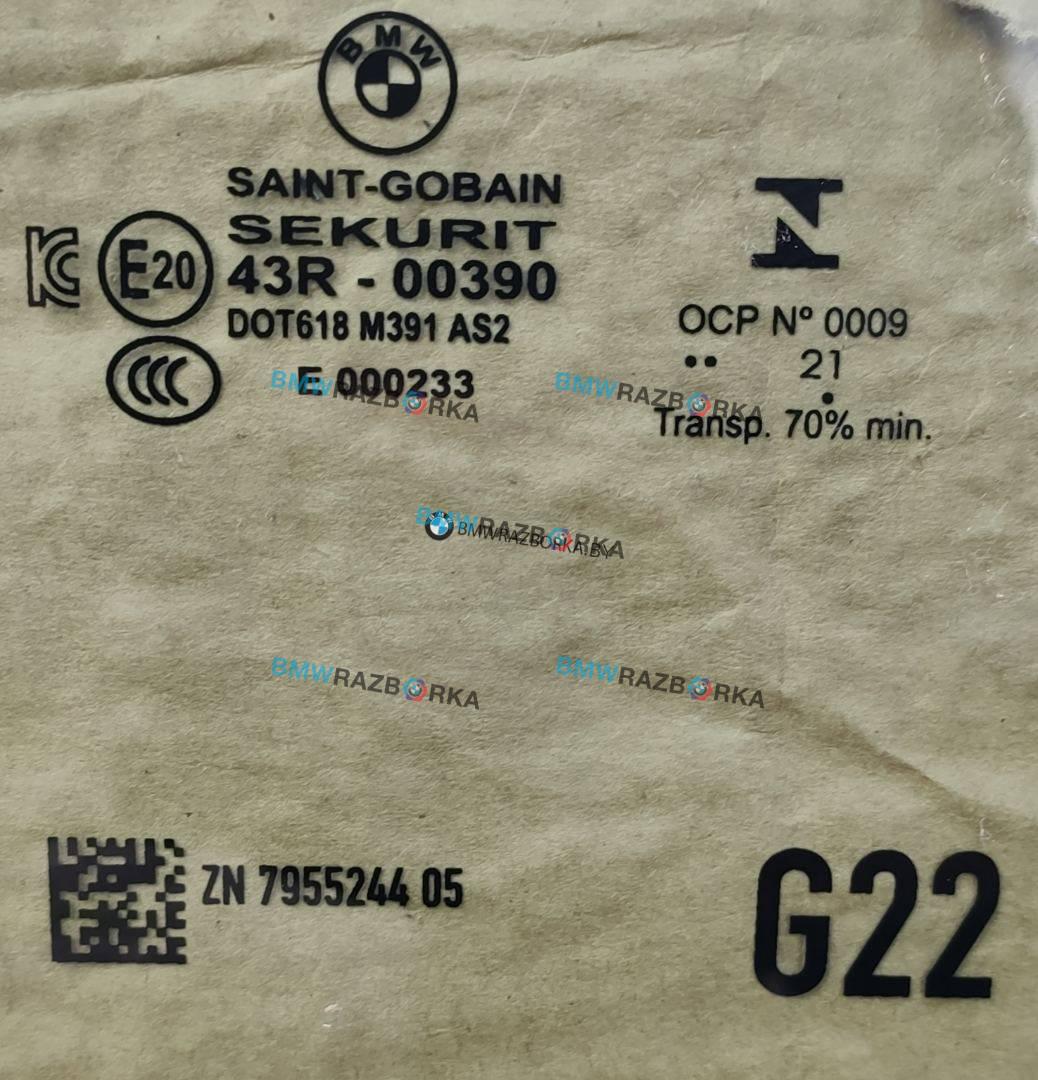 BMW
SAINT-GOBAIN
SEKURIT
E20
43R - 00390
DOT618 M391 AS2
E 000233
OCP Nº 0009
•• 21
•
Transp. 70% min.
BMWRAZBORKA
BMWRAZBORKA
BMWRAZBORKA
BMWRAZBORKA.BY
BMWRAZBORKA
BMWRAZBORKA
ZN 7955244 05
G22